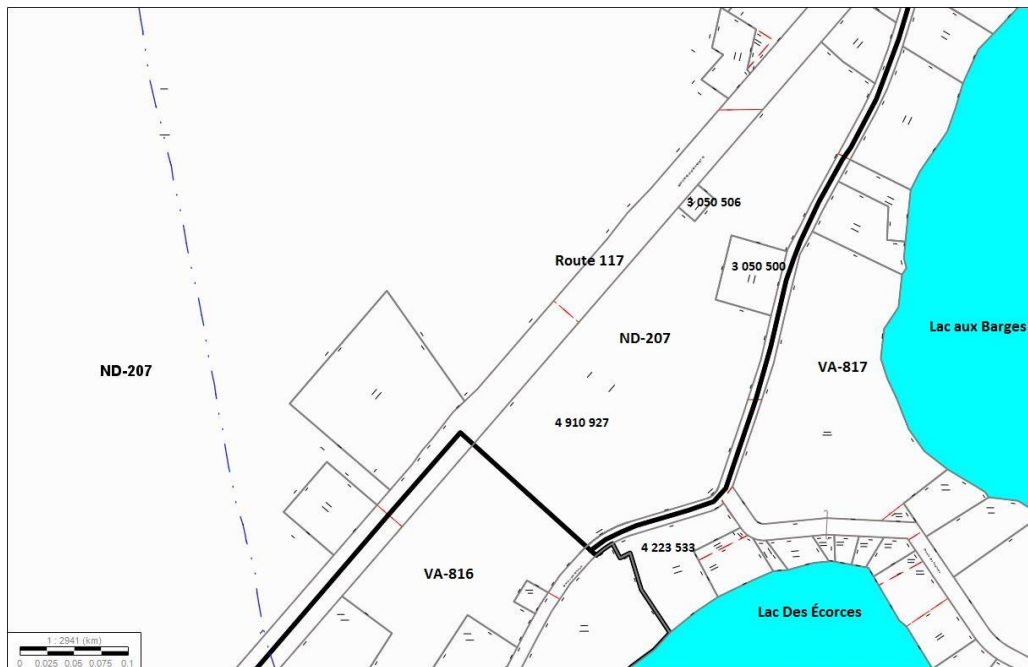 3 050 506
Route 117
3 050 500
Lac aux Barges
ND-207
ND-207
VA-817
4 910 927
4 223 533
VA-816
Lac Des Écorces
1 : 2941 (km)
0 0.025 0.05 0.075 0.1